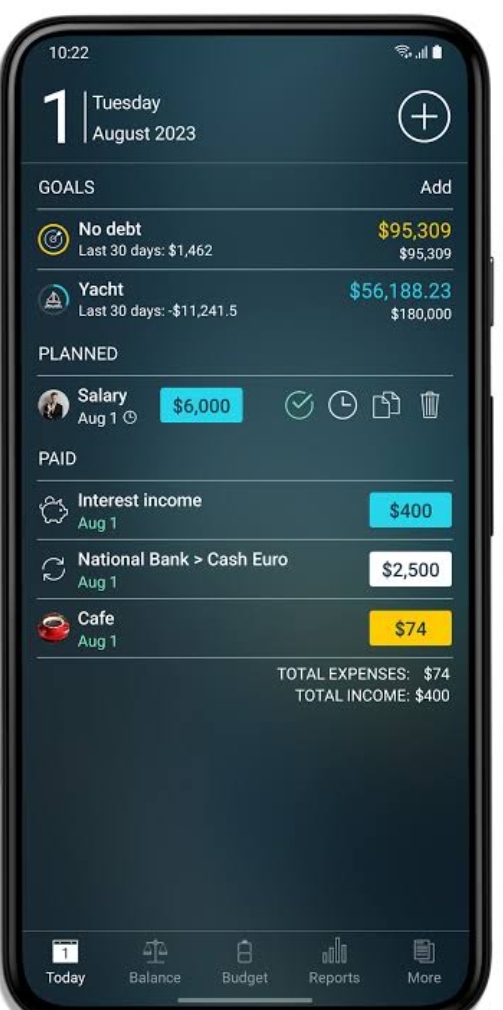 10:22
1
Tuesday
August 2023
GOALS Add
No debt $95,309
Last 30 days: $1,462 $95,309
Yacht $56,188.23
Last 30 days: -$11,241.5 $180,000
PLANNED
Salary $6,000
Aug 1
PAID
Interest income $400
Aug 1
National Bank > Cash Euro $2,500
Aug 1
Cafe $74
Aug 1
TOTAL EXPENSES: $74
TOTAL INCOME: $400
1
Today Balance Budget Reports More